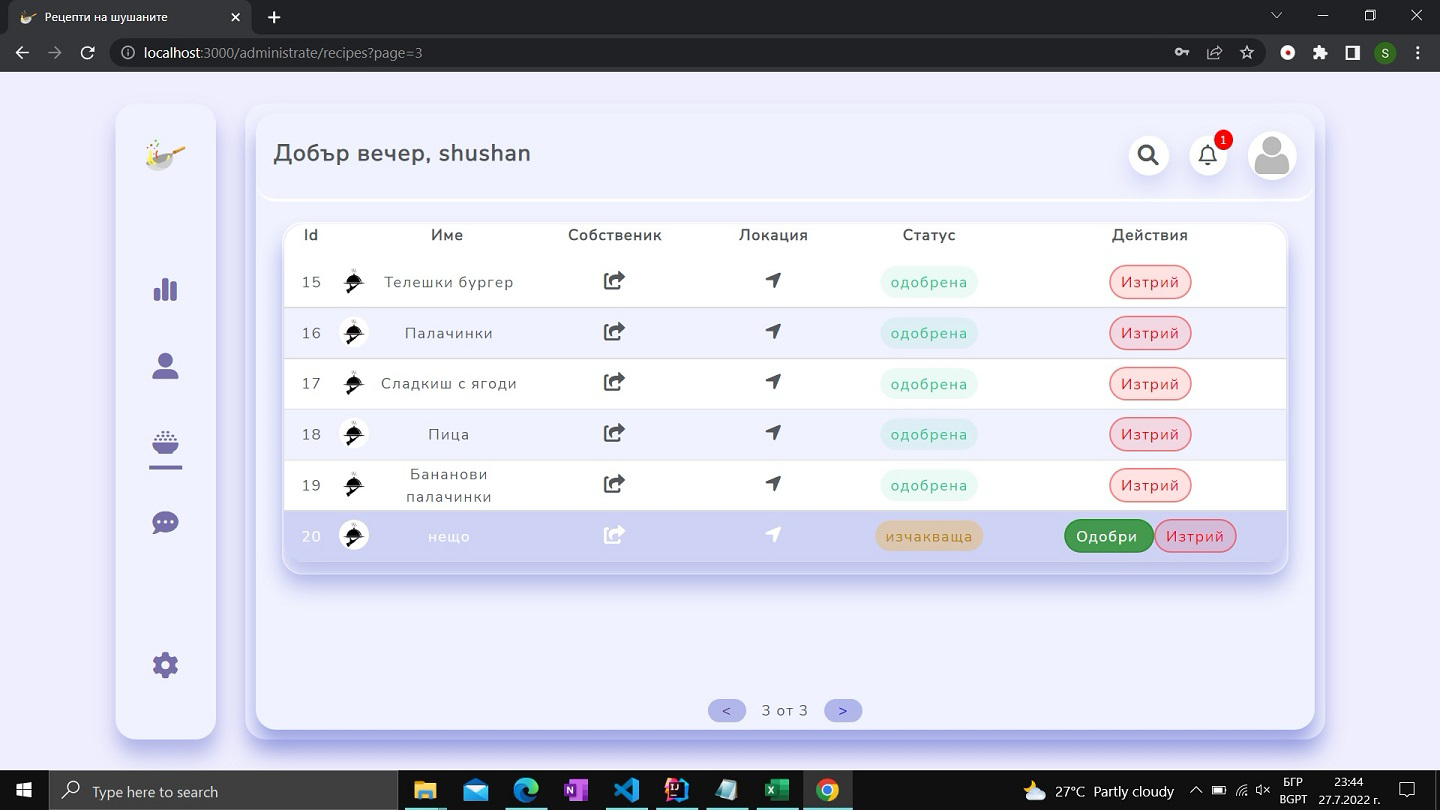 Рецепти на шушаните
localhost:3000/administrate/recipes?page=3
S
Добър вечер, shushan
1
Id Име Собственик Локация Статус Действия
15 Телешки бургер одобрена Изтрий
16 Палачинки одобрена Изтрий
17 Сладкиш с ягоди одобрена Изтрий
18 Пица одобрена Изтрий
19 Бананови палачинки одобрена Изтрий
20 нещо изчакваща Одобри Изтрий
< 3 от 3 >
Type here to search
27°C Partly cloudy
БГР
BGPT
23:44
27.7.2022 г.